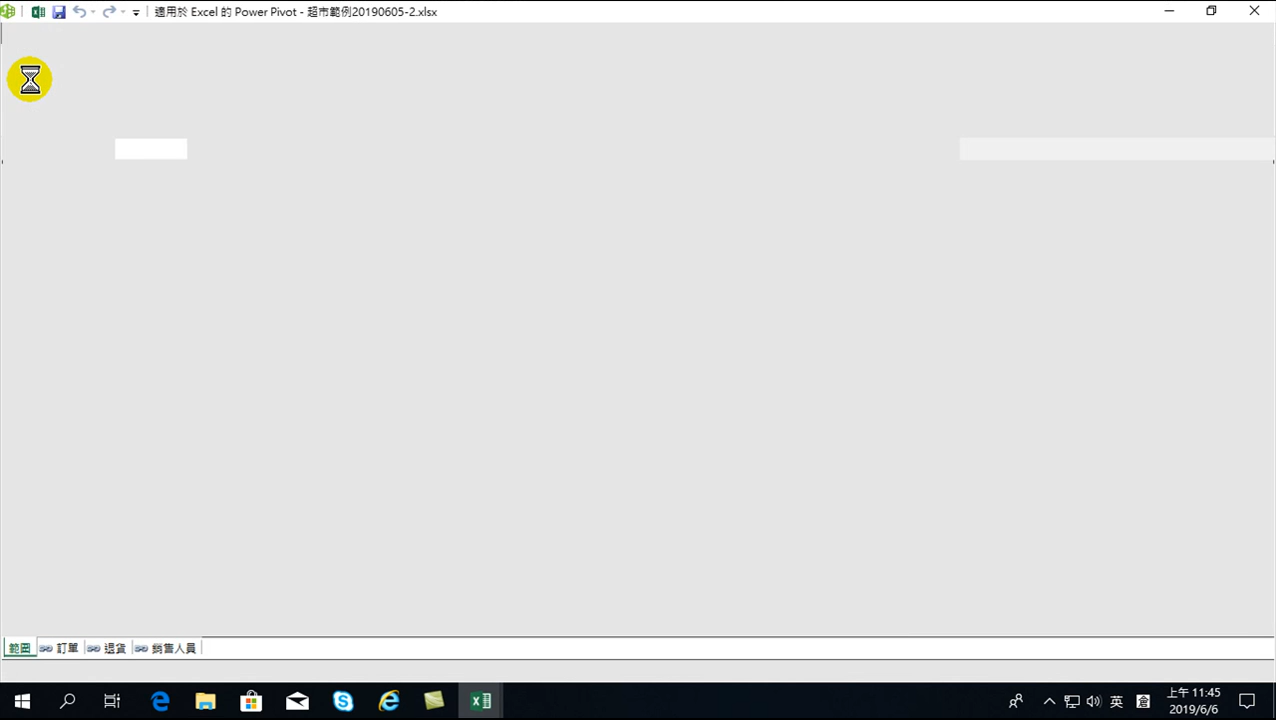 適用於 Excel 的 Power Pivot - 超市範例20190605-2.xlsx
範圍 訂單 退貨 銷售人員
英 倉 上午 11:45
2019/6/6